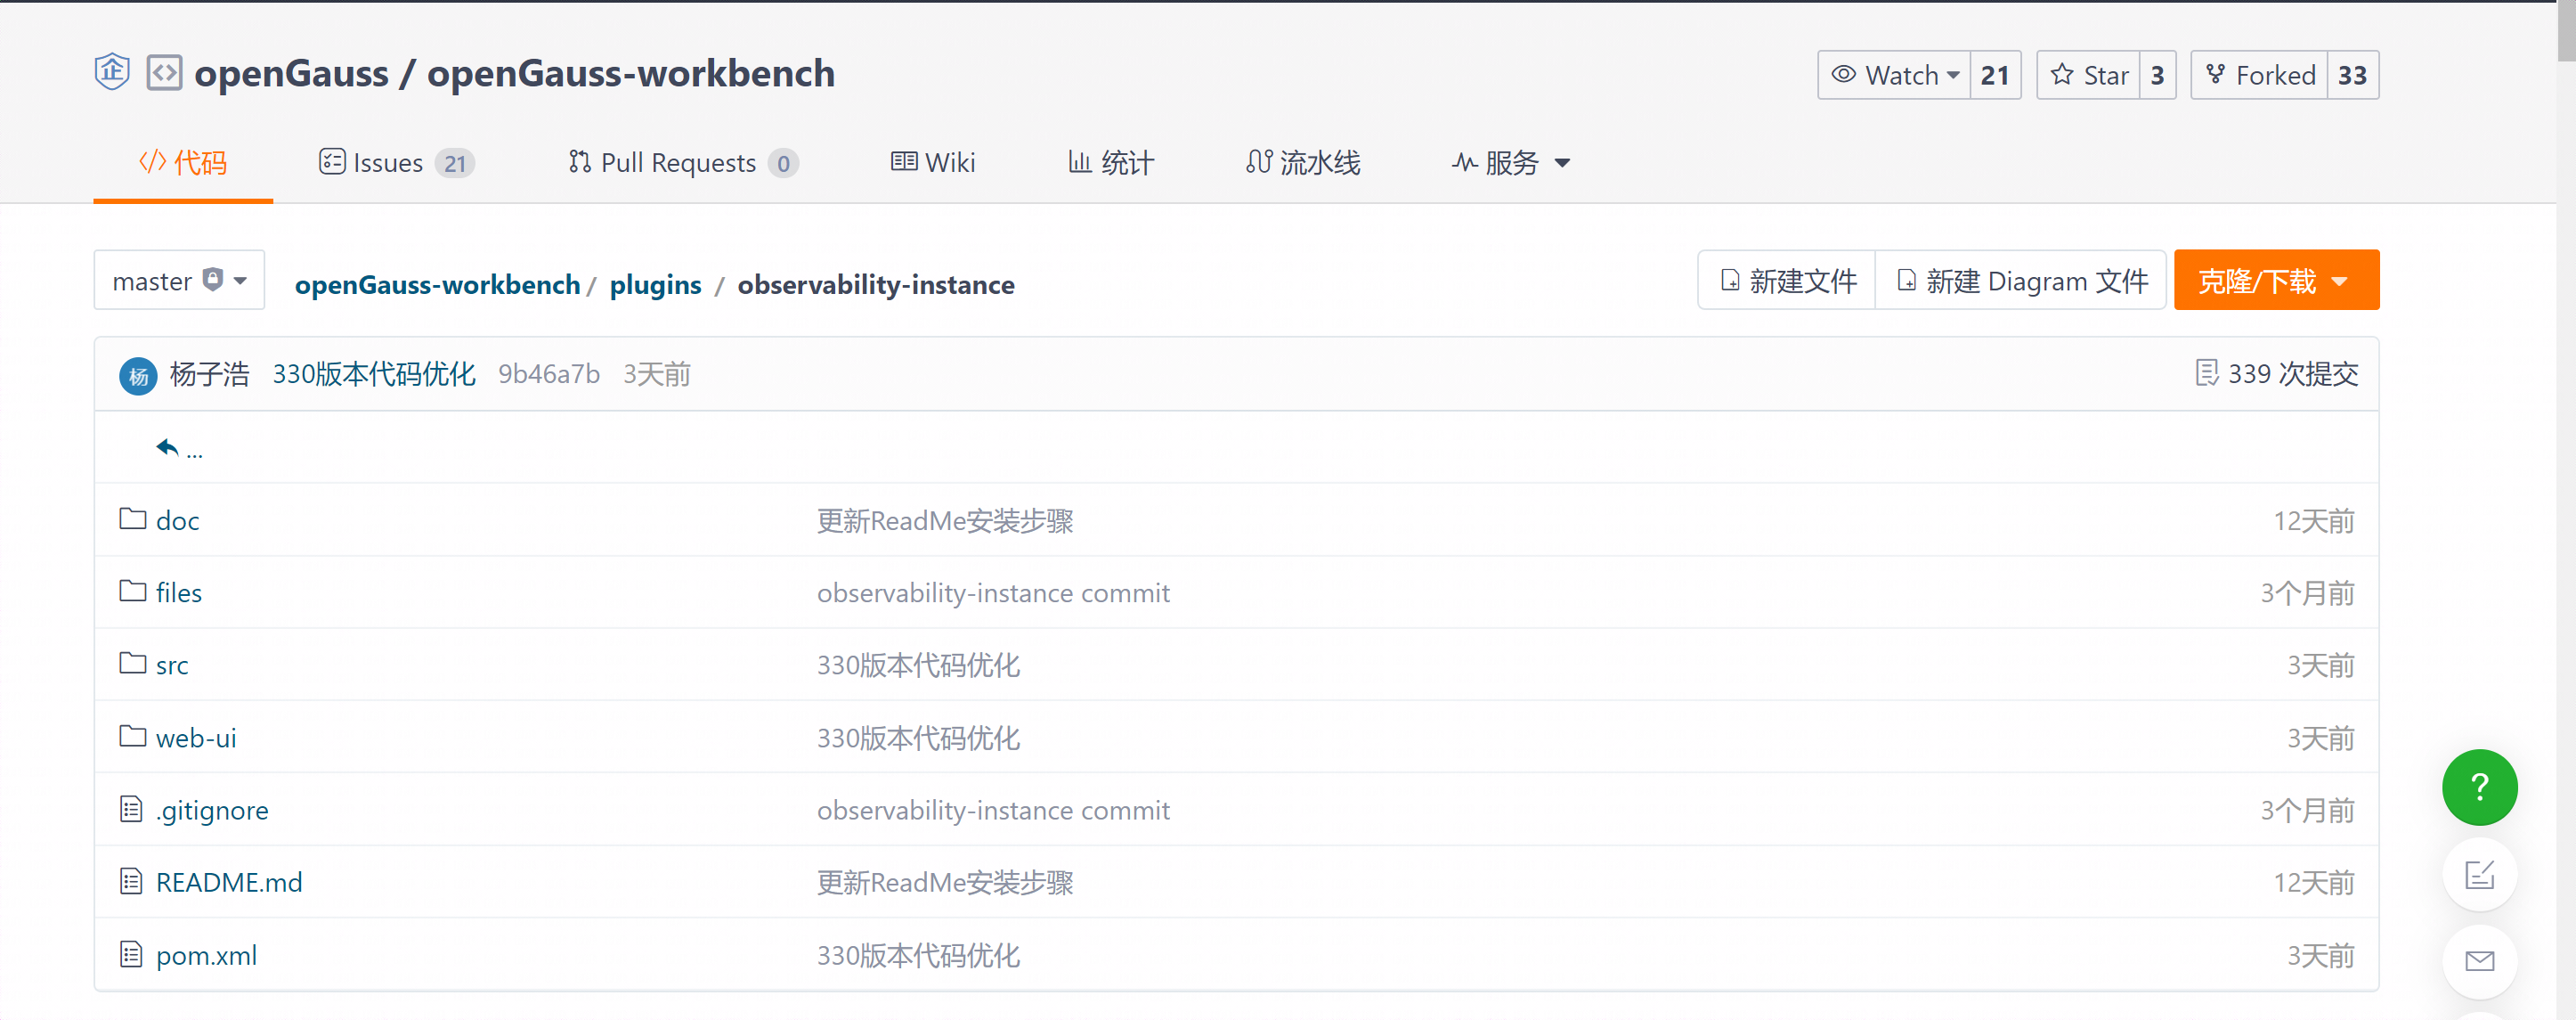 企 openGauss / openGauss-workbench Watch 21 Star 3 Forked 33
代码 Issues 21 Pull Requests 0 Wiki 统计 流水线 服务
master openGauss-workbench / plugins / observability-instance 新建文件 新建 Diagram 文件 克隆/下载
杨 杨子浩 330版本代码优化 9b46a7b 3天前 339 次提交
...
doc 更新ReadMe安装步骤 12天前
files observability-instance commit 3个月前
src 330版本代码优化 3天前
web-ui 330版本代码优化 3天前
.gitignore observability-instance commit 3个月前
README.md 更新ReadMe安装步骤 12天前
pom.xml 330版本代码优化 3天前
?